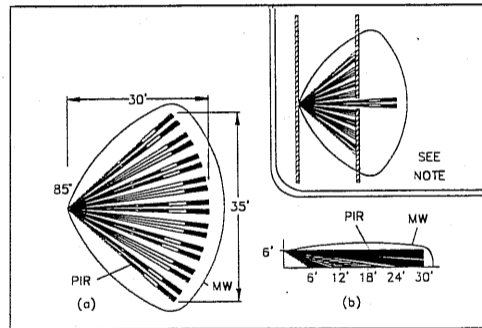 30'
85°
35'
PIR
MW
(a)
SEE
NOTE
PIR
MW
6'
6' 12' 18' 24' 30'
(b)